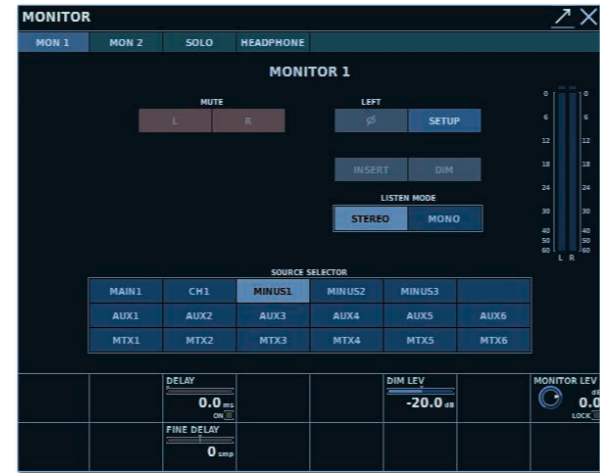 MONITOR
MON 1 MON 2 SOLO HEADPHONE
MONITOR 1
MUTE LEFT
L R Ø SETUP
INSERT DIM
LISTEN MODE
STEREO MONO
0 0
6 6
12 12
18 18
24 24
30 30
40 40
50 50
60 60
L R
SOURCE SELECTOR
MAIN1 CH1 MINUS1 MINUS2 MINUS3
AUX1 AUX2 AUX3 AUX4 AUX5 AUX6
MTX1 MTX2 MTX3 MTX4 MTX5 MTX6
DELAY DIM LEV MONITOR LEV
dB
0.0 ms -20.0 dB 0.0
ON LOCK
FINE DELAY
0 smp